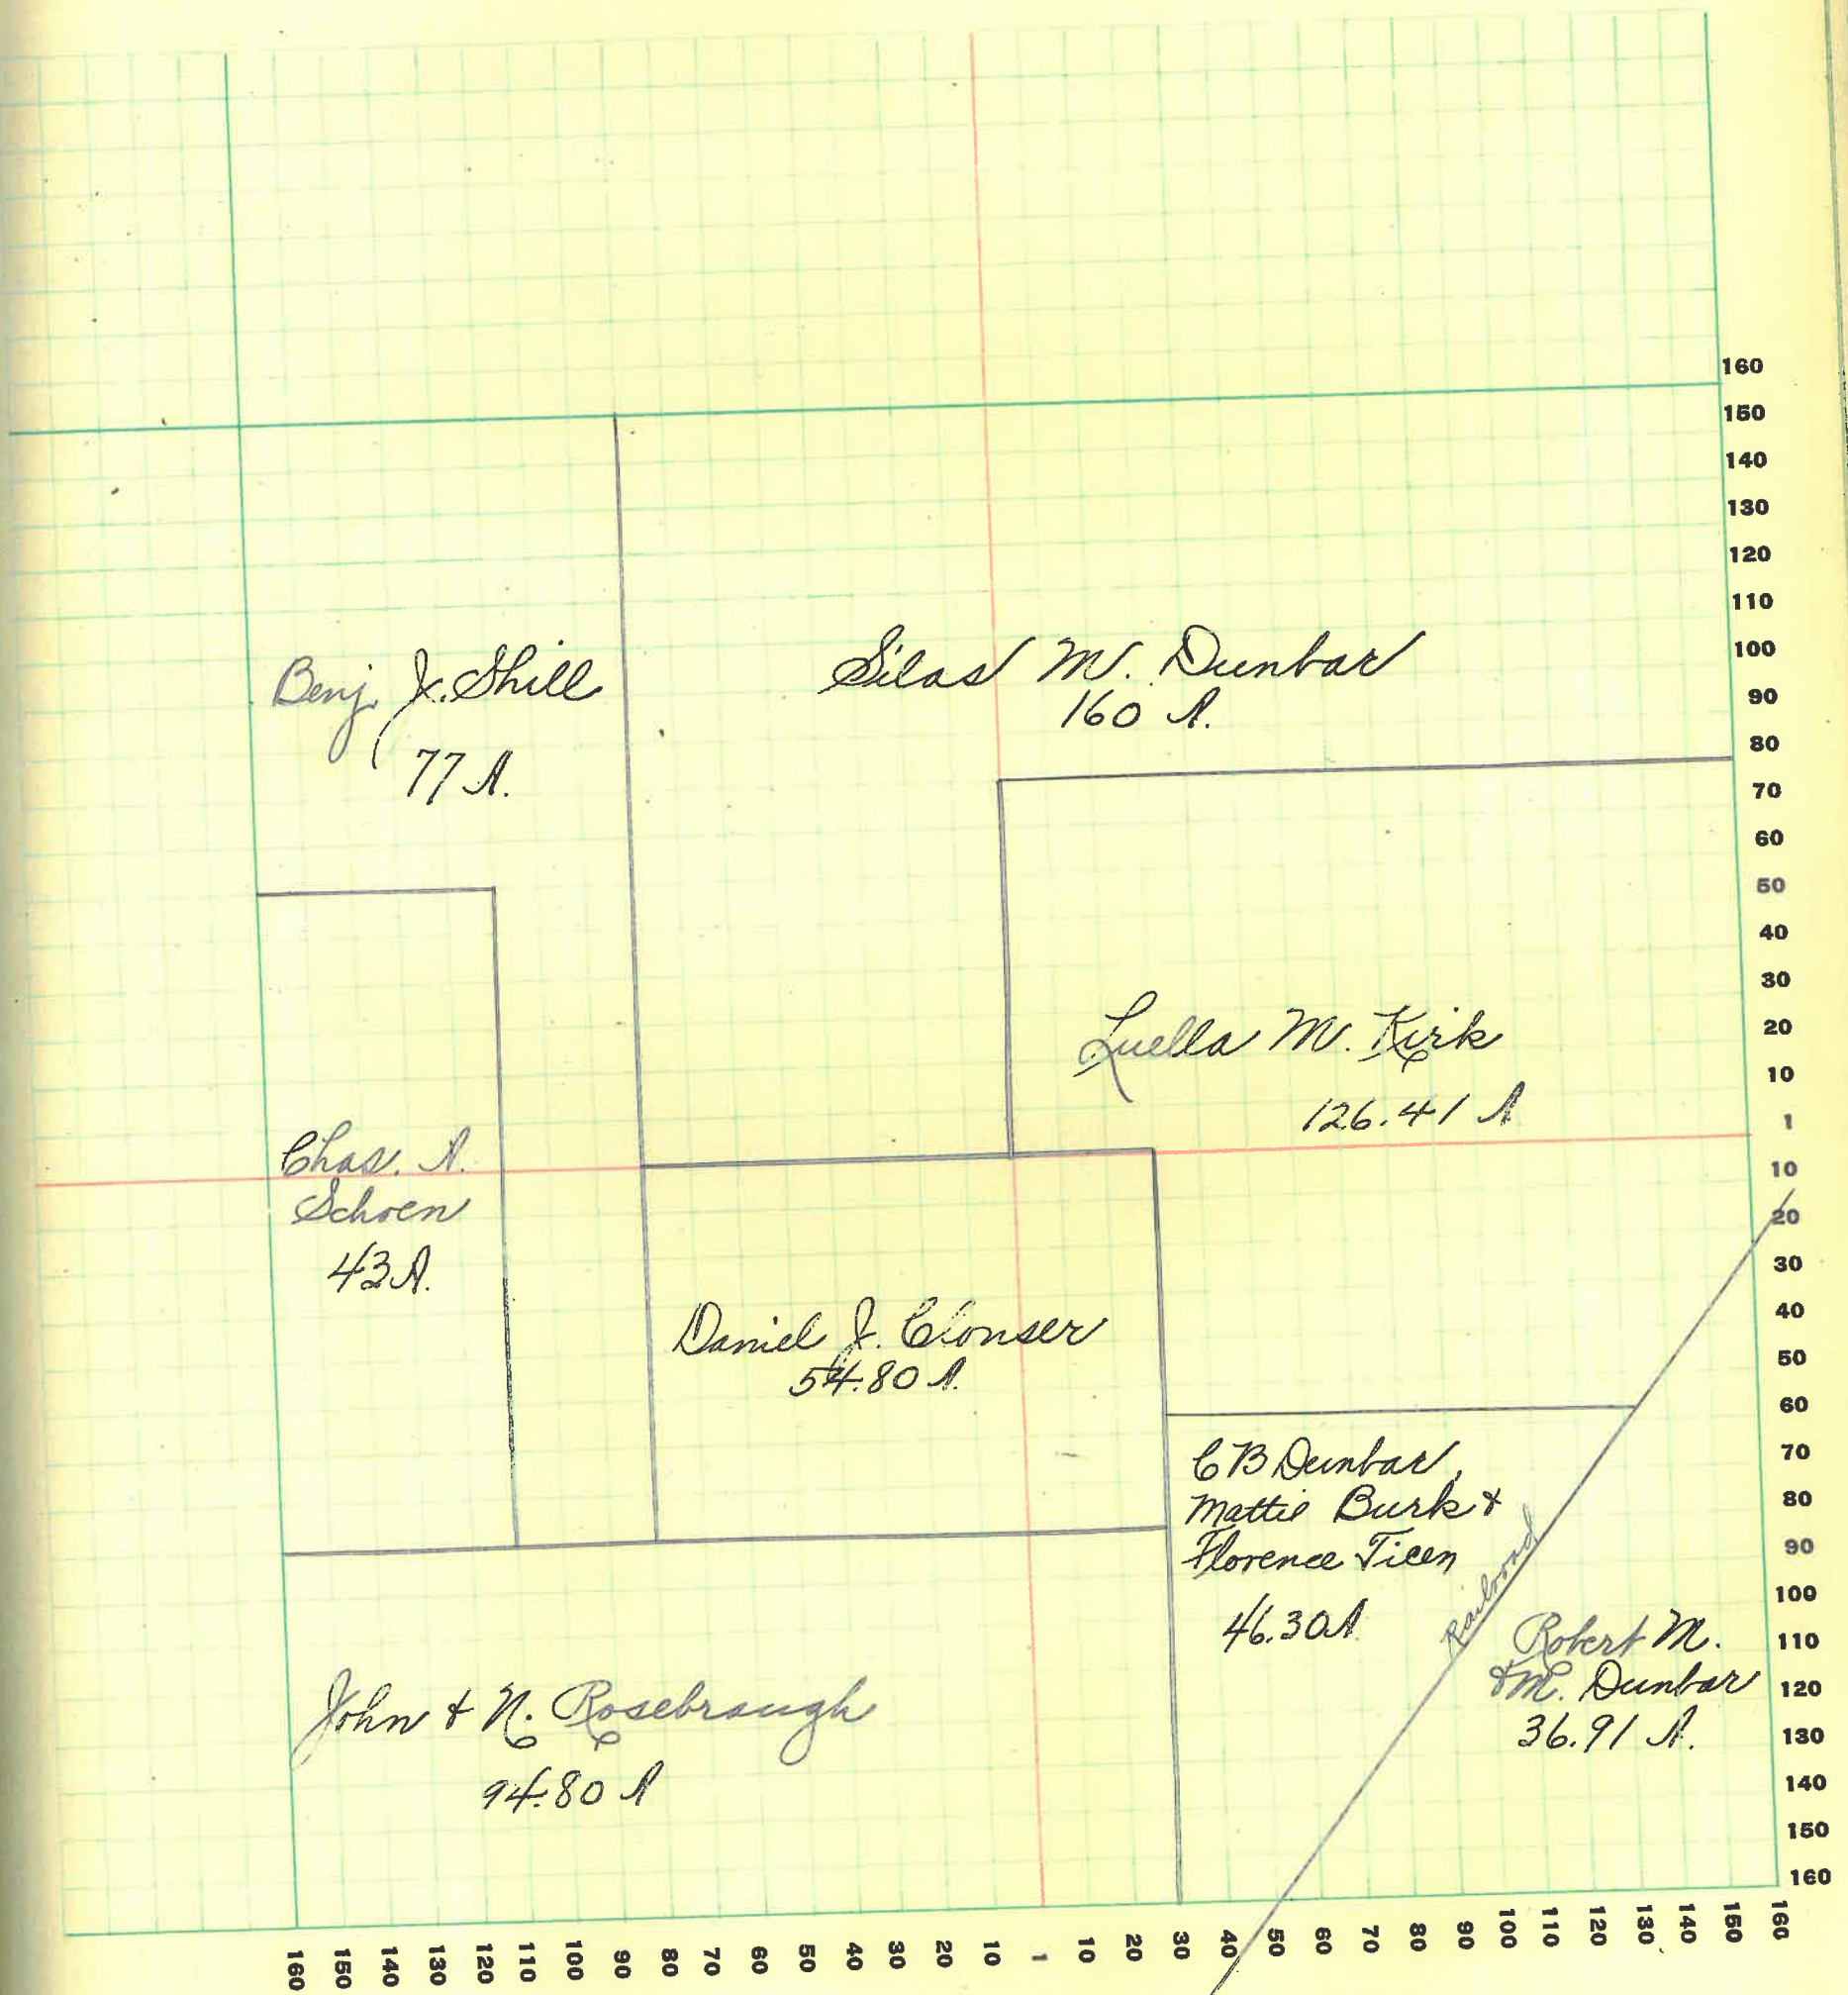 160
150
140
130
120
110
100
90
80
70
60
50
40
30
20
10
1
10
20
30
40
50
60
70
80
90
100
110
120
130
140
150
160
Benj. J. Shill
77 A.
Silas M. Dunbar
160 A.
Luella M. Kirk
126.41 A
Chas. A.
Schoen
43 A.
Daniel J. Clonser
54.80 A.
C B Dunbar,
Mattie Burk &
Florence Ticen
46.30 A
Railroad
Robert M.
& M. Dunbar
36.91 A.
John & N. Rosebraugh
94.80 A
160 150 140 130 120 110 100 90 80 70 60 50 40 30 20 10 1 10 20 30 40 50 60 70 80 90 100 110 120 130 140 150 160